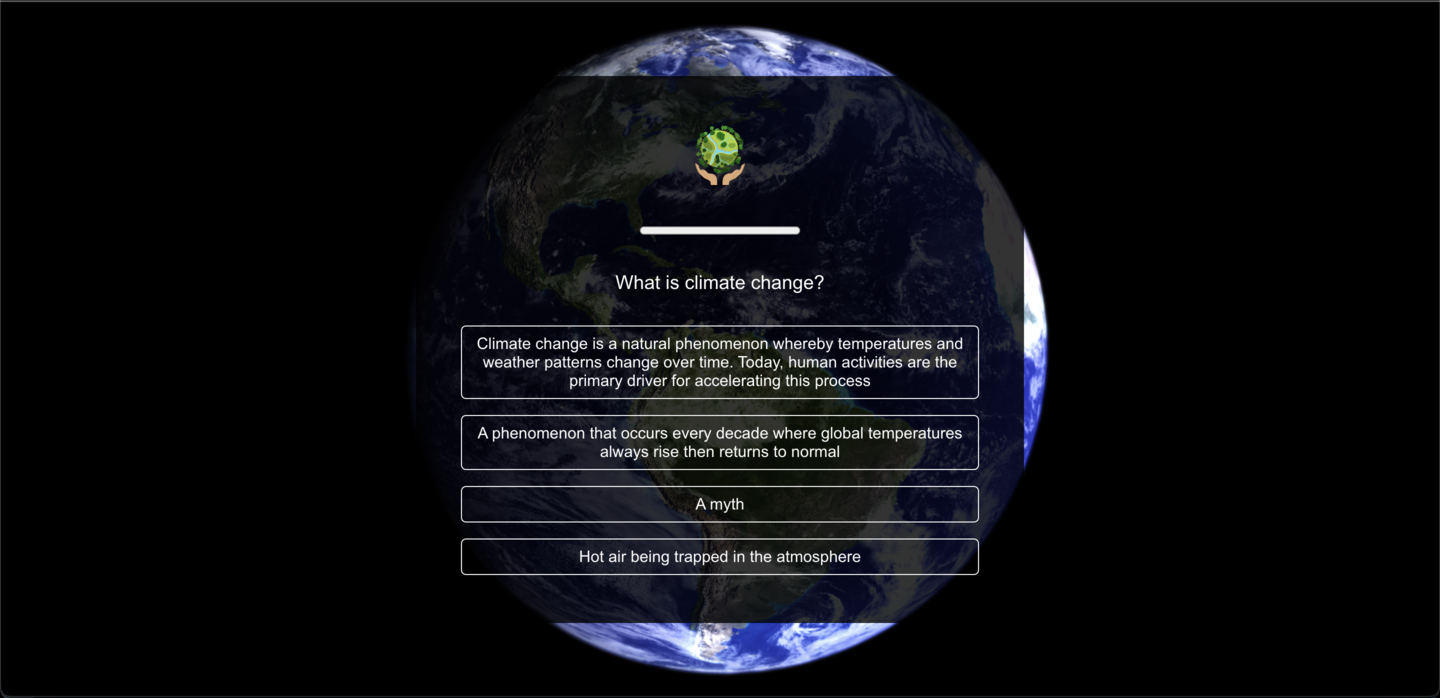 What is climate change?
Climate change is a natural phenomenon whereby temperatures and
weather patterns change over time. Today, human activities are the
primary driver for accelerating this process
A phenomenon that occurs every decade where global temperatures
always rise then returns to normal
A myth
Hot air being trapped in the atmosphere